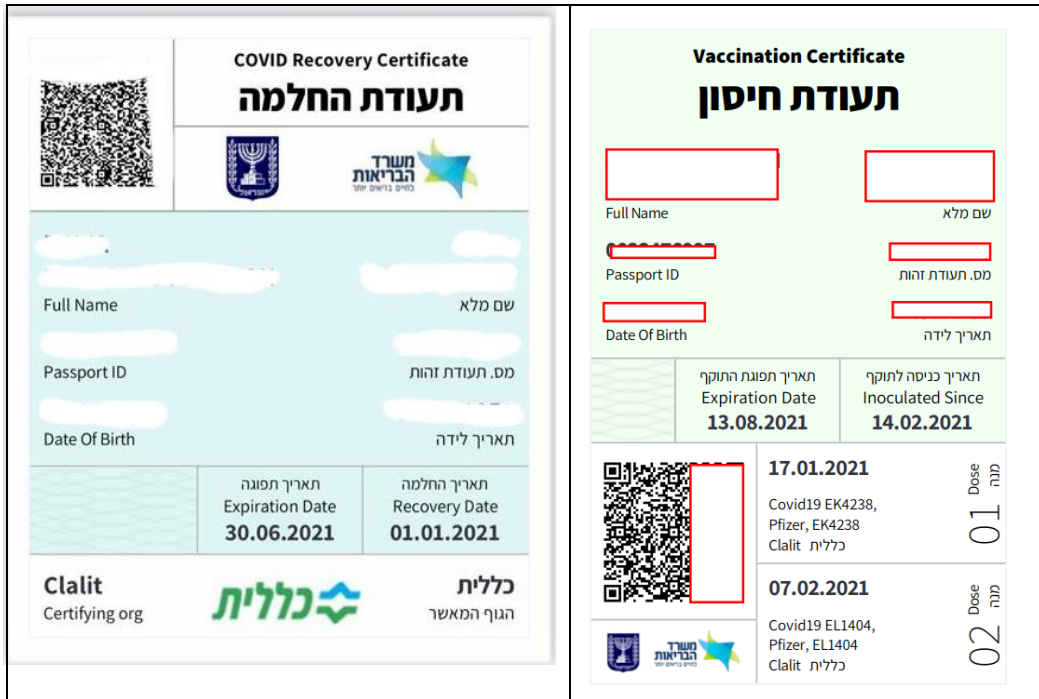 COVID Recovery Certificate
תעודת החלמה
משרד
הבריאות
לחיים בריאים יותר
Full Name
שם מלא
Passport ID
מס. תעודת זהות
Date Of Birth
תאריך לידה
תאריך תפוגה
Expiration Date
30.06.2021
תאריך החלמה
Recovery Date
01.01.2021
Clalit
Certifying org
כללית
כללית
הגוף המאשר
Vaccination Certificate
תעודת חיסון
Full Name
שם מלא
Passport ID
מס. תעודת זהות
Date Of Birth
תאריך לידה
תאריך תפוגת התוקף
Expiration Date
13.08.2021
תאריך כניסה לתוקף
Inoculated Since
14.02.2021
17.01.2021
Covid19 EK4238,
Pfizer, EK4238
Clalit כללית
Dose מנה
01
07.02.2021
Covid19 EL1404,
Pfizer, EL1404
Clalit כללית
Dose מנה
02
משרד
הבריאות